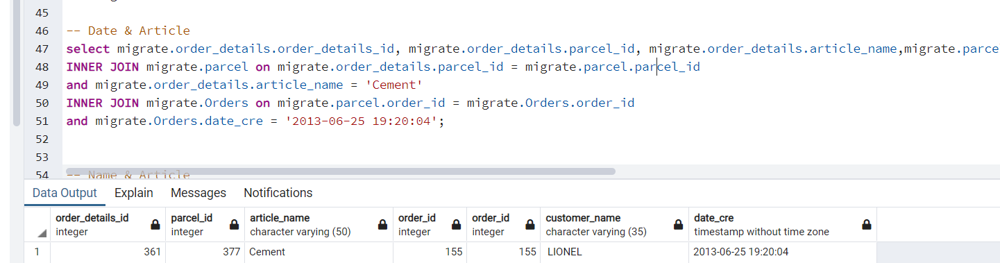 45
46 -- Date & Article
47 select migrate.order_details.order_details_id, migrate.order_details.parcel_id, migrate.order_details.article_name,migrate.parce
48 INNER JOIN migrate.parcel on migrate.order_details.parcel_id = migrate.parcel.parcel_id
49 and migrate.order_details.article_name = 'Cement'
50 INNER JOIN migrate.Orders on migrate.parcel.order_id = migrate.Orders.order_id
51 and migrate.Orders.date_cre = '2013-06-25 19:20:04';
52
53
54 -- Name & Article
Data Output Explain Messages Notifications
order_details_id parcel_id article_name order_id order_id customer_name date_cre
integer integer character varying (50) integer integer character varying (35) timestamp without time zone
1 361 377 Cement 155 155 LIONEL 2013-06-25 19:20:04